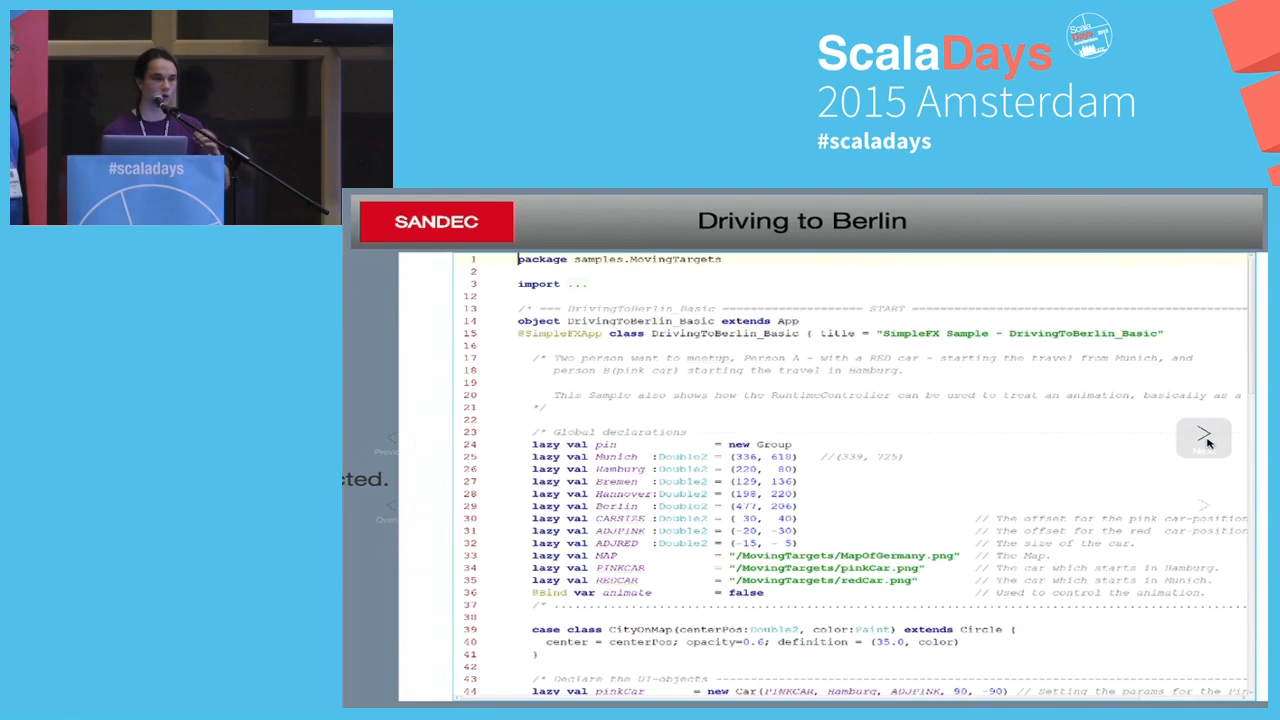 ScalaDays
2015 Amsterdam
#scaladays
#scaladays
SANDEC
Driving to Berlin
1 package samples.MovingTargets
2
3 import ...
12
13 /* === DrivingToBerlin_Basic ==================== START
14 object DrivingToBerlin_Basic extends App
15 @SimpleFXApp class DrivingToBerlin_Basic { title = "SimpleFX Sample - DrivingToBerlin_Basic"
16
17 /* Two person want to meetup, Person A - with a RED car - starting the travel from Munich, and
18 person B(pink car) starting the travel in Hamburg.
19
20 This Sample also shows how the RuntimeController can be used to treat an animation, basically as a
21 */
22
23 /* Global declarations
24 lazy val pin = new Group
25 lazy val Munich :Double2 = (336, 618) //(339, 725)
26 lazy val Hamburg :Double2 = (220, 80)
27 lazy val Bremen :Double2 = (129, 136)
28 lazy val Hannover:Double2 = (198, 220)
29 lazy val Berlin :Double2 = (477, 206)
30 lazy val CARSIZE :Double2 = ( 30, 40) // The offset for the pink car-position
31 lazy val ADJPINK :Double2 = (-20, -30) // The offset for the red car-position
32 lazy val ADJRED :Double2 = (-15, - 5) // The size of the car.
33 lazy val MAP = "/MovingTargets/MapOfGermany.png" // The Map.
34 lazy val PINKCAR = "/MovingTargets/pinkCar.png" // The car which starts in Hamburg.
35 lazy val REDCAR = "/MovingTargets/redCar.png" // The car which starts in Munich.
36 @Bind var animate = false // Used to control the animation.
37 /*
38
39 case class CityOnMap(centerPos:Double2, color:Paint) extends Circle {
40 center = centerPos; opacity=0.6; definition = (35.0, color)
41 }
42
43 /* Declare the UI-objects
44 lazy val pinkCar = new Car(PINKCAR, Hamburg, ADJPINK, 90, -90) // Setting the params for the
cted.